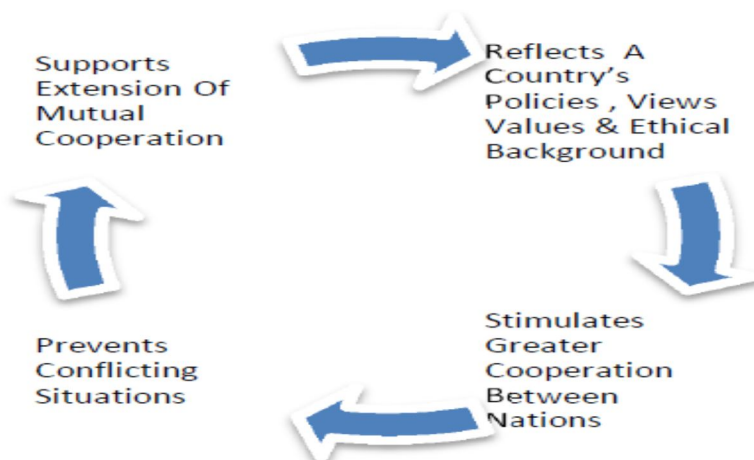 Supports
Extension Of
Mutual
Cooperation
Reflects A
Country's
Policies , Views
Values & Ethical
Background
Stimulates
Greater
Cooperation
Between
Nations
Prevents
Conflicting
Situations